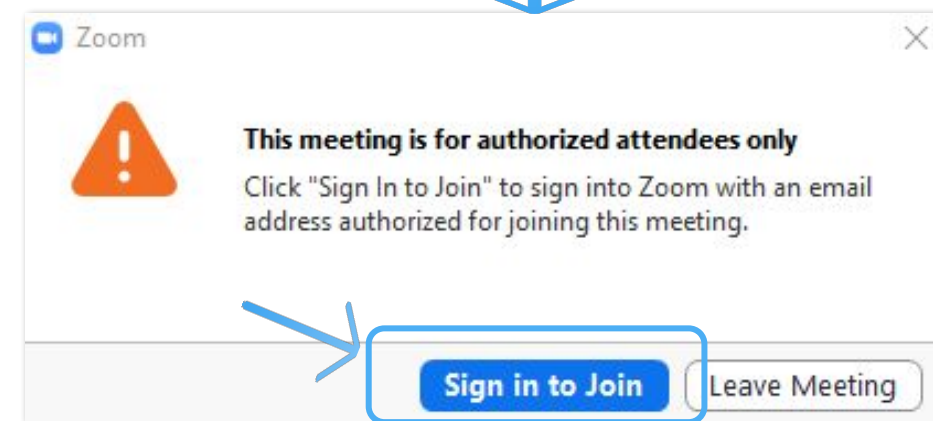 Zoom
This meeting is for authorized attendees only
Click "Sign In to Join" to sign into Zoom with an email
address authorized for joining this meeting.
Sign in to Join Leave Meeting